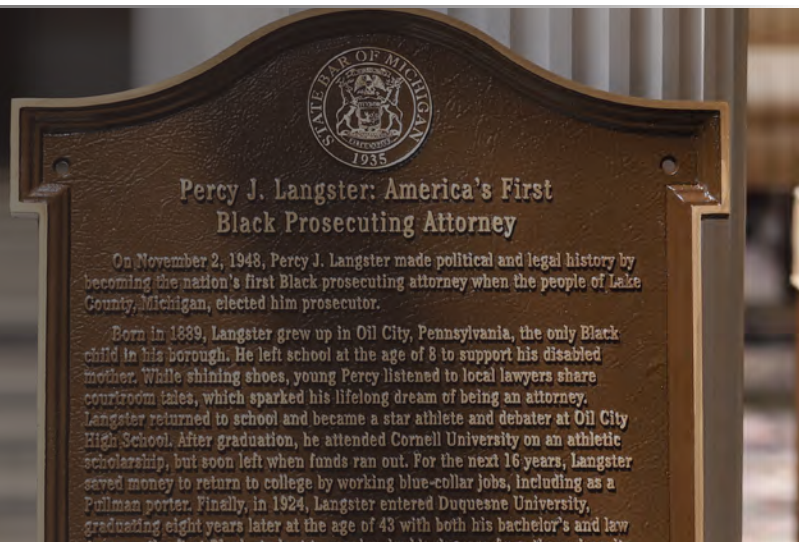 STATE BAR OF MICHIGAN
1935
Percy J. Langster: America's First
Black Prosecuting Attorney
On November 2, 1948, Percy J. Langster made political and legal history by
becoming the nation's first Black prosecuting attorney when the people of Lake
County, Michigan, elected him prosecutor.
Born in 1889, Langster grew up in Oil City, Pennsylvania, the only Black
child in his borough. He left school at the age of 8 to support his disabled
mother. While shining shoes, young Percy listened to local lawyers share
courtroom tales, which sparked his lifelong dream of being an attorney.
Langster returned to school and became a star athlete and debater at Oil City
High School. After graduation, he attended Cornell University on an athletic
scholarship, but soon left when funds ran out. For the next 16 years, Langster
saved money to return to college by working blue-collar jobs, including as a
Pullman porter. Finally, in 1924, Langster entered Duquesne University,
graduating eight years later at the age of 43 with both his bachelor's and law